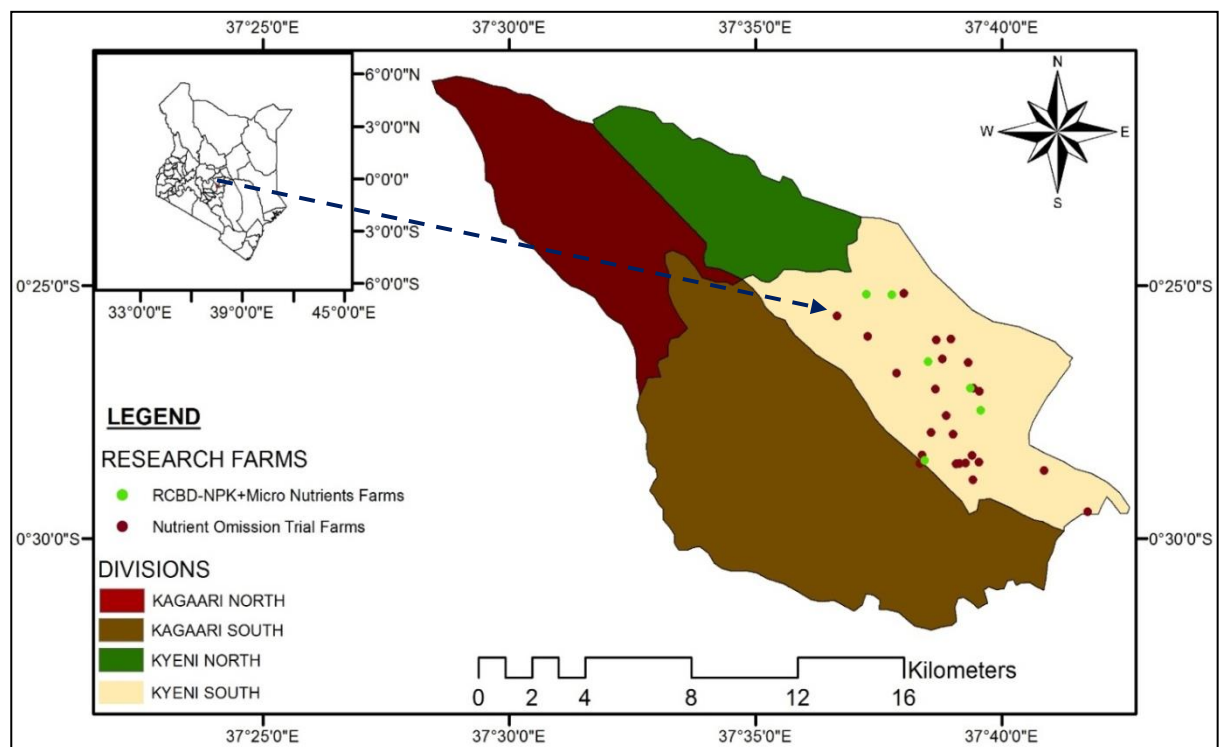 37°25'0"E 37°30'0"E 37°35'0"E 37°40'0"E
6°0'0"N
3°0'0"N
0°0'0"
3°0'0"S
6°0'0"S
33°0'0"E 39°0'0"E 45°0'0"E
N
W E
S
0°25'0"S 0°25'0"S
0°30'0"S 0°30'0"S
LEGEND
RESEARCH FARMS
RCBD-NPK+Micro Nutrients Farms
Nutrient Omission Trial Farms
DIVISIONS
KAGAARI NORTH
KAGAARI SOUTH
KYENI NORTH
KYENI SOUTH
Kilometers
0 2 4 8 12 16
37°25'0"E 37°30'0"E 37°35'0"E 37°40'0"E